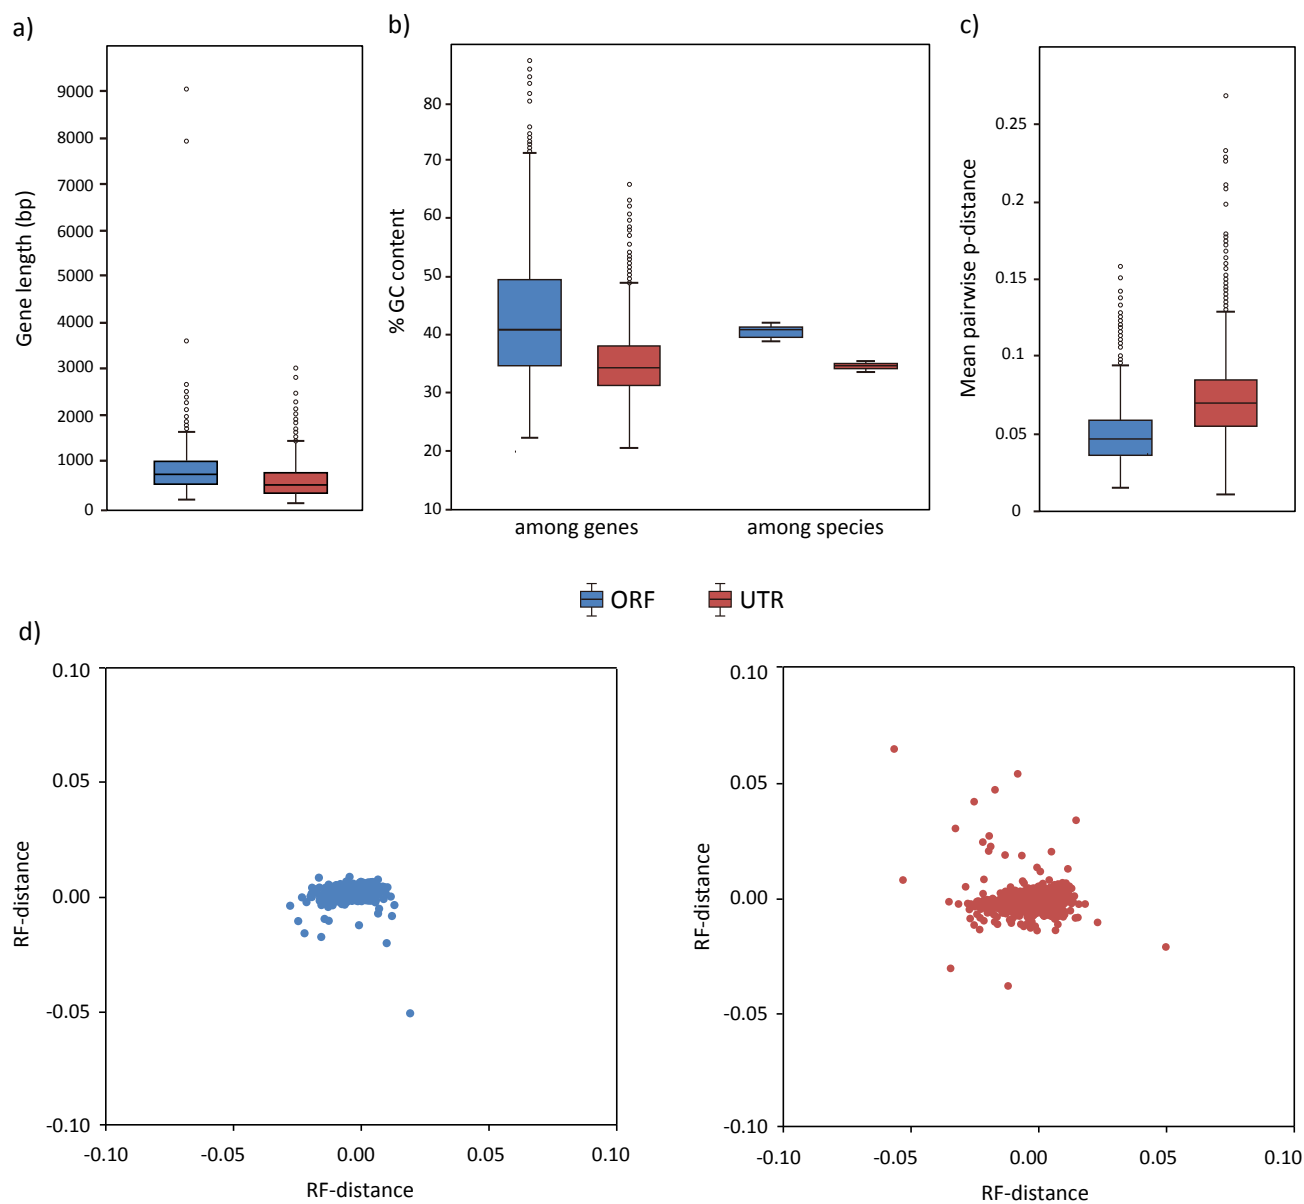 a)
b)
c)
Gene length (bp)
9000
8000
7000
6000
5000
4000
3000
2000
1000
0
% GC content
80
70
60
50
40
30
20
10
among genes
among species
Mean pairwise p-distance
0.25
0.2
0.15
0.1
0.05
0
ORF
UTR
d)
RF-distance
0.10
0.05
0.00
-0.05
-0.10
-0.10
-0.05
0.00
0.05
0.10
RF-distance
RF-distance
0.10
0.05
0.00
-0.05
-0.10
-0.10
-0.05
0.00
0.05
0.10
RF-distance